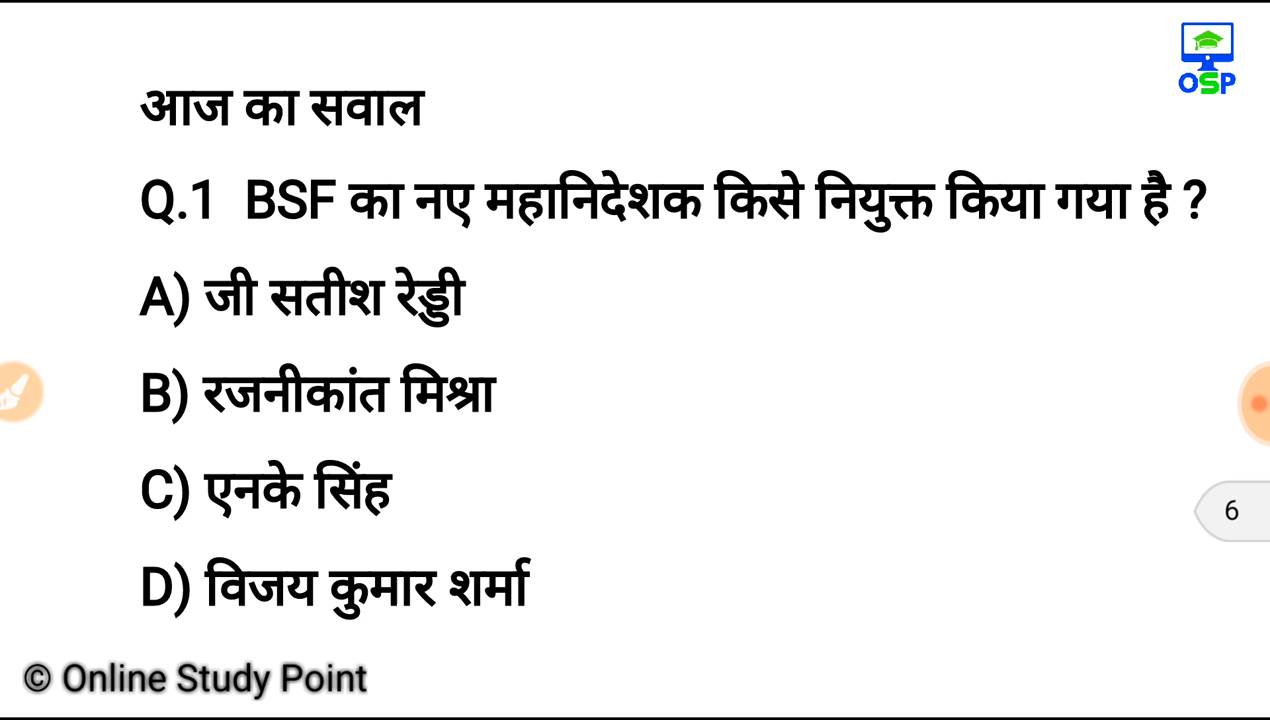 OSP
आज का सवाल
Q.1 BSF का नए महानिदेशक किसे नियुक्त किया गया है ?
A) जी सतीश रेड्डी
B) रजनीकांत मिश्रा
C) एनके सिंह
6
D) विजय कुमार शर्मा
© Online Study Point